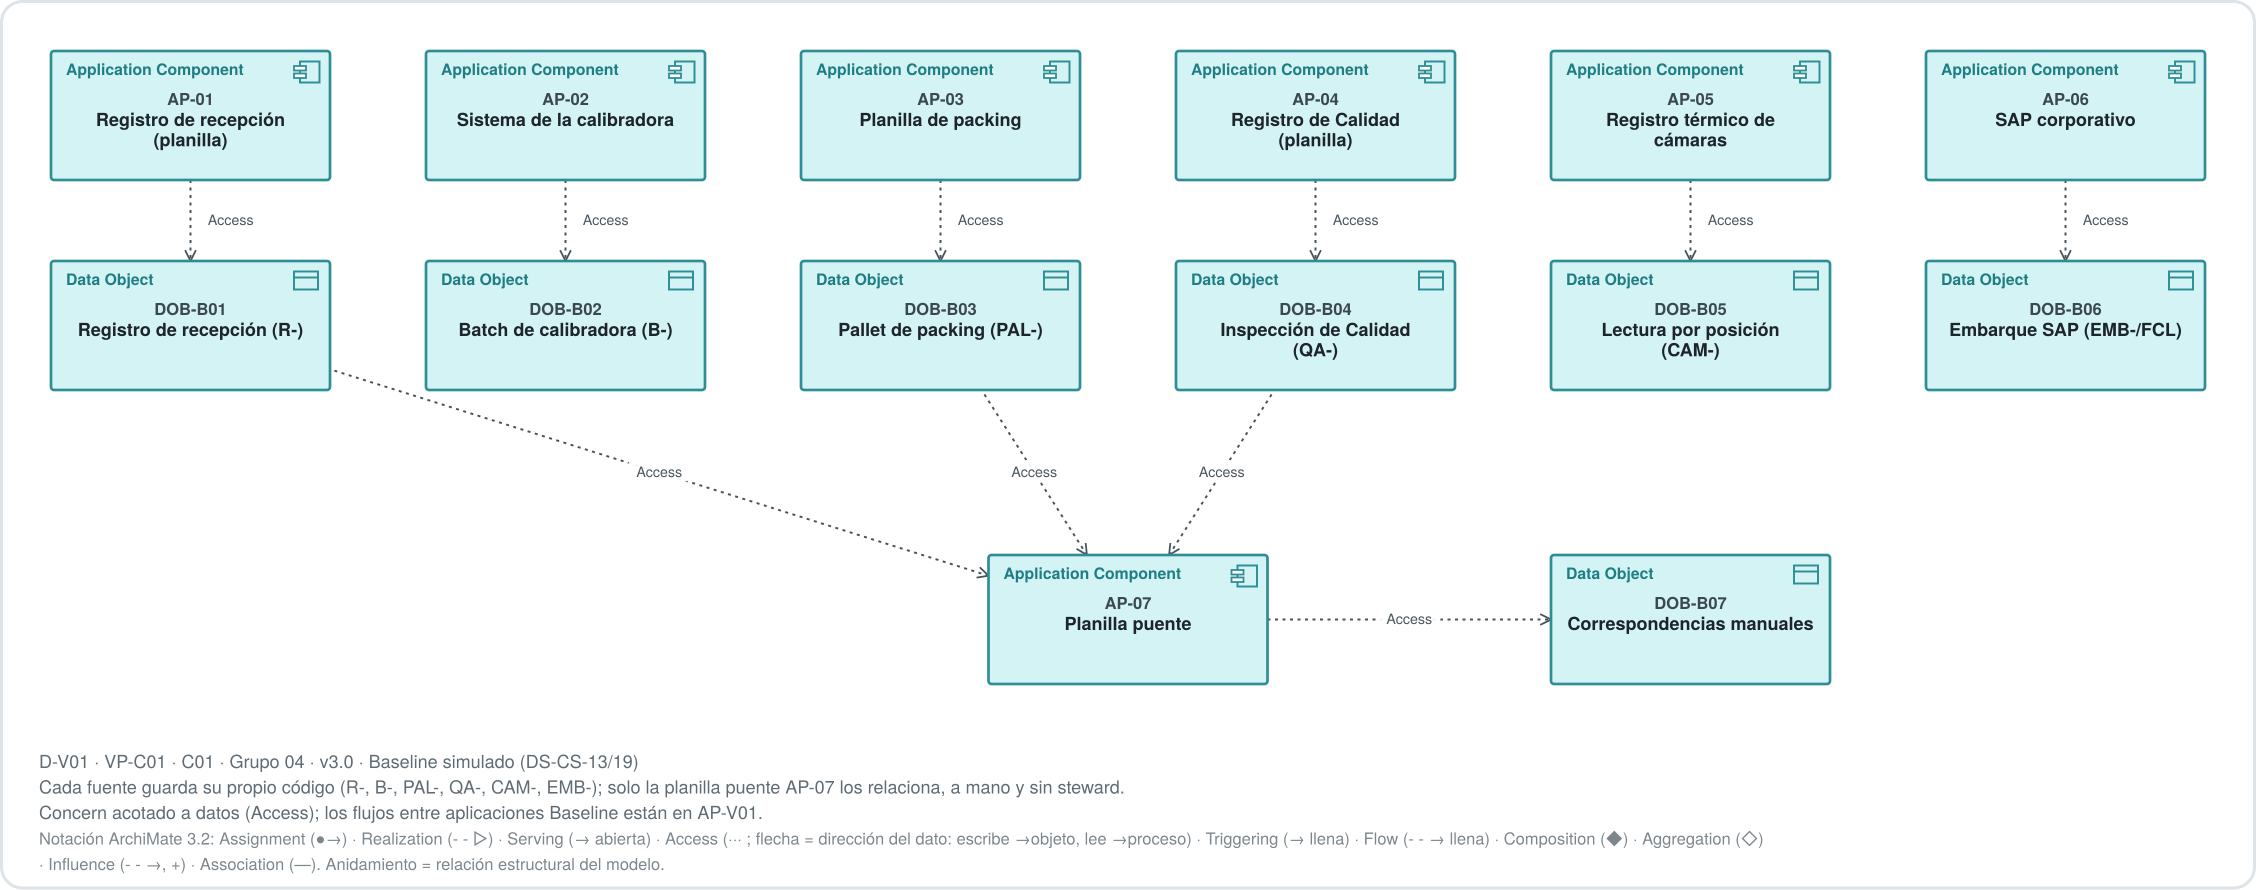 Application Component
AP-01
Registro de recepción
(planilla)
Application Component
AP-02
Sistema de la calibradora
Application Component
AP-03
Planilla de packing
Application Component
AP-04
Registro de Calidad
(planilla)
Application Component
AP-05
Registro térmico de
cámaras
Application Component
AP-06
SAP corporativo
Access
Access
Access
Access
Access
Access
Data Object
DOB-B01
Registro de recepción (R-)
Data Object
DOB-B02
Batch de calibradora (B-)
Data Object
DOB-B03
Pallet de packing (PAL-)
Data Object
DOB-B04
Inspección de Calidad
(QA-)
Data Object
DOB-B05
Lectura por posición
(CAM-)
Data Object
DOB-B06
Embarque SAP (EMB-/FCL)
Access
Access
Access
Application Component
AP-07
Planilla puente
Access
Data Object
DOB-B07
Correspondencias manuales
D-V01 · VP-C01 · C01 · Grupo 04 · v3.0 · Baseline simulado (DS-CS-13/19)
Cada fuente guarda su propio código (R-, B-, PAL-, QA-, CAM-, EMB-); solo la planilla puente AP-07 los relaciona, a mano y sin steward.
Concern acotado a datos (Access); los flujos entre aplicaciones Baseline están en AP-V01.
Notación ArchiMate 3.2: Assignment (●→) · Realization (- - ▷) · Serving (→ abierta) · Access (··· ; flecha = dirección del dato: escribe →objeto, lee →proceso) · Triggering (→ llena) · Flow (- - → llena) · Composition (◆) · Aggregation (◇)
· Influence (- - →, +) · Association (—). Anidamiento = relación estructural del modelo.